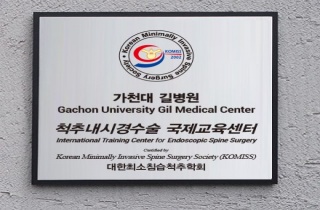 Korean Minimally Invasive Spine Surgery Society
KOMISS
2002
가천대 길병원
Gachon University Gil Medical Center
척추내시경수술 국제교육센터
International Training Center for Endoscopic Spine Surgery
Certified by
Korean Minimally Invasive Spine Surgery Society (KOMISS)
대한최소침습척추학회